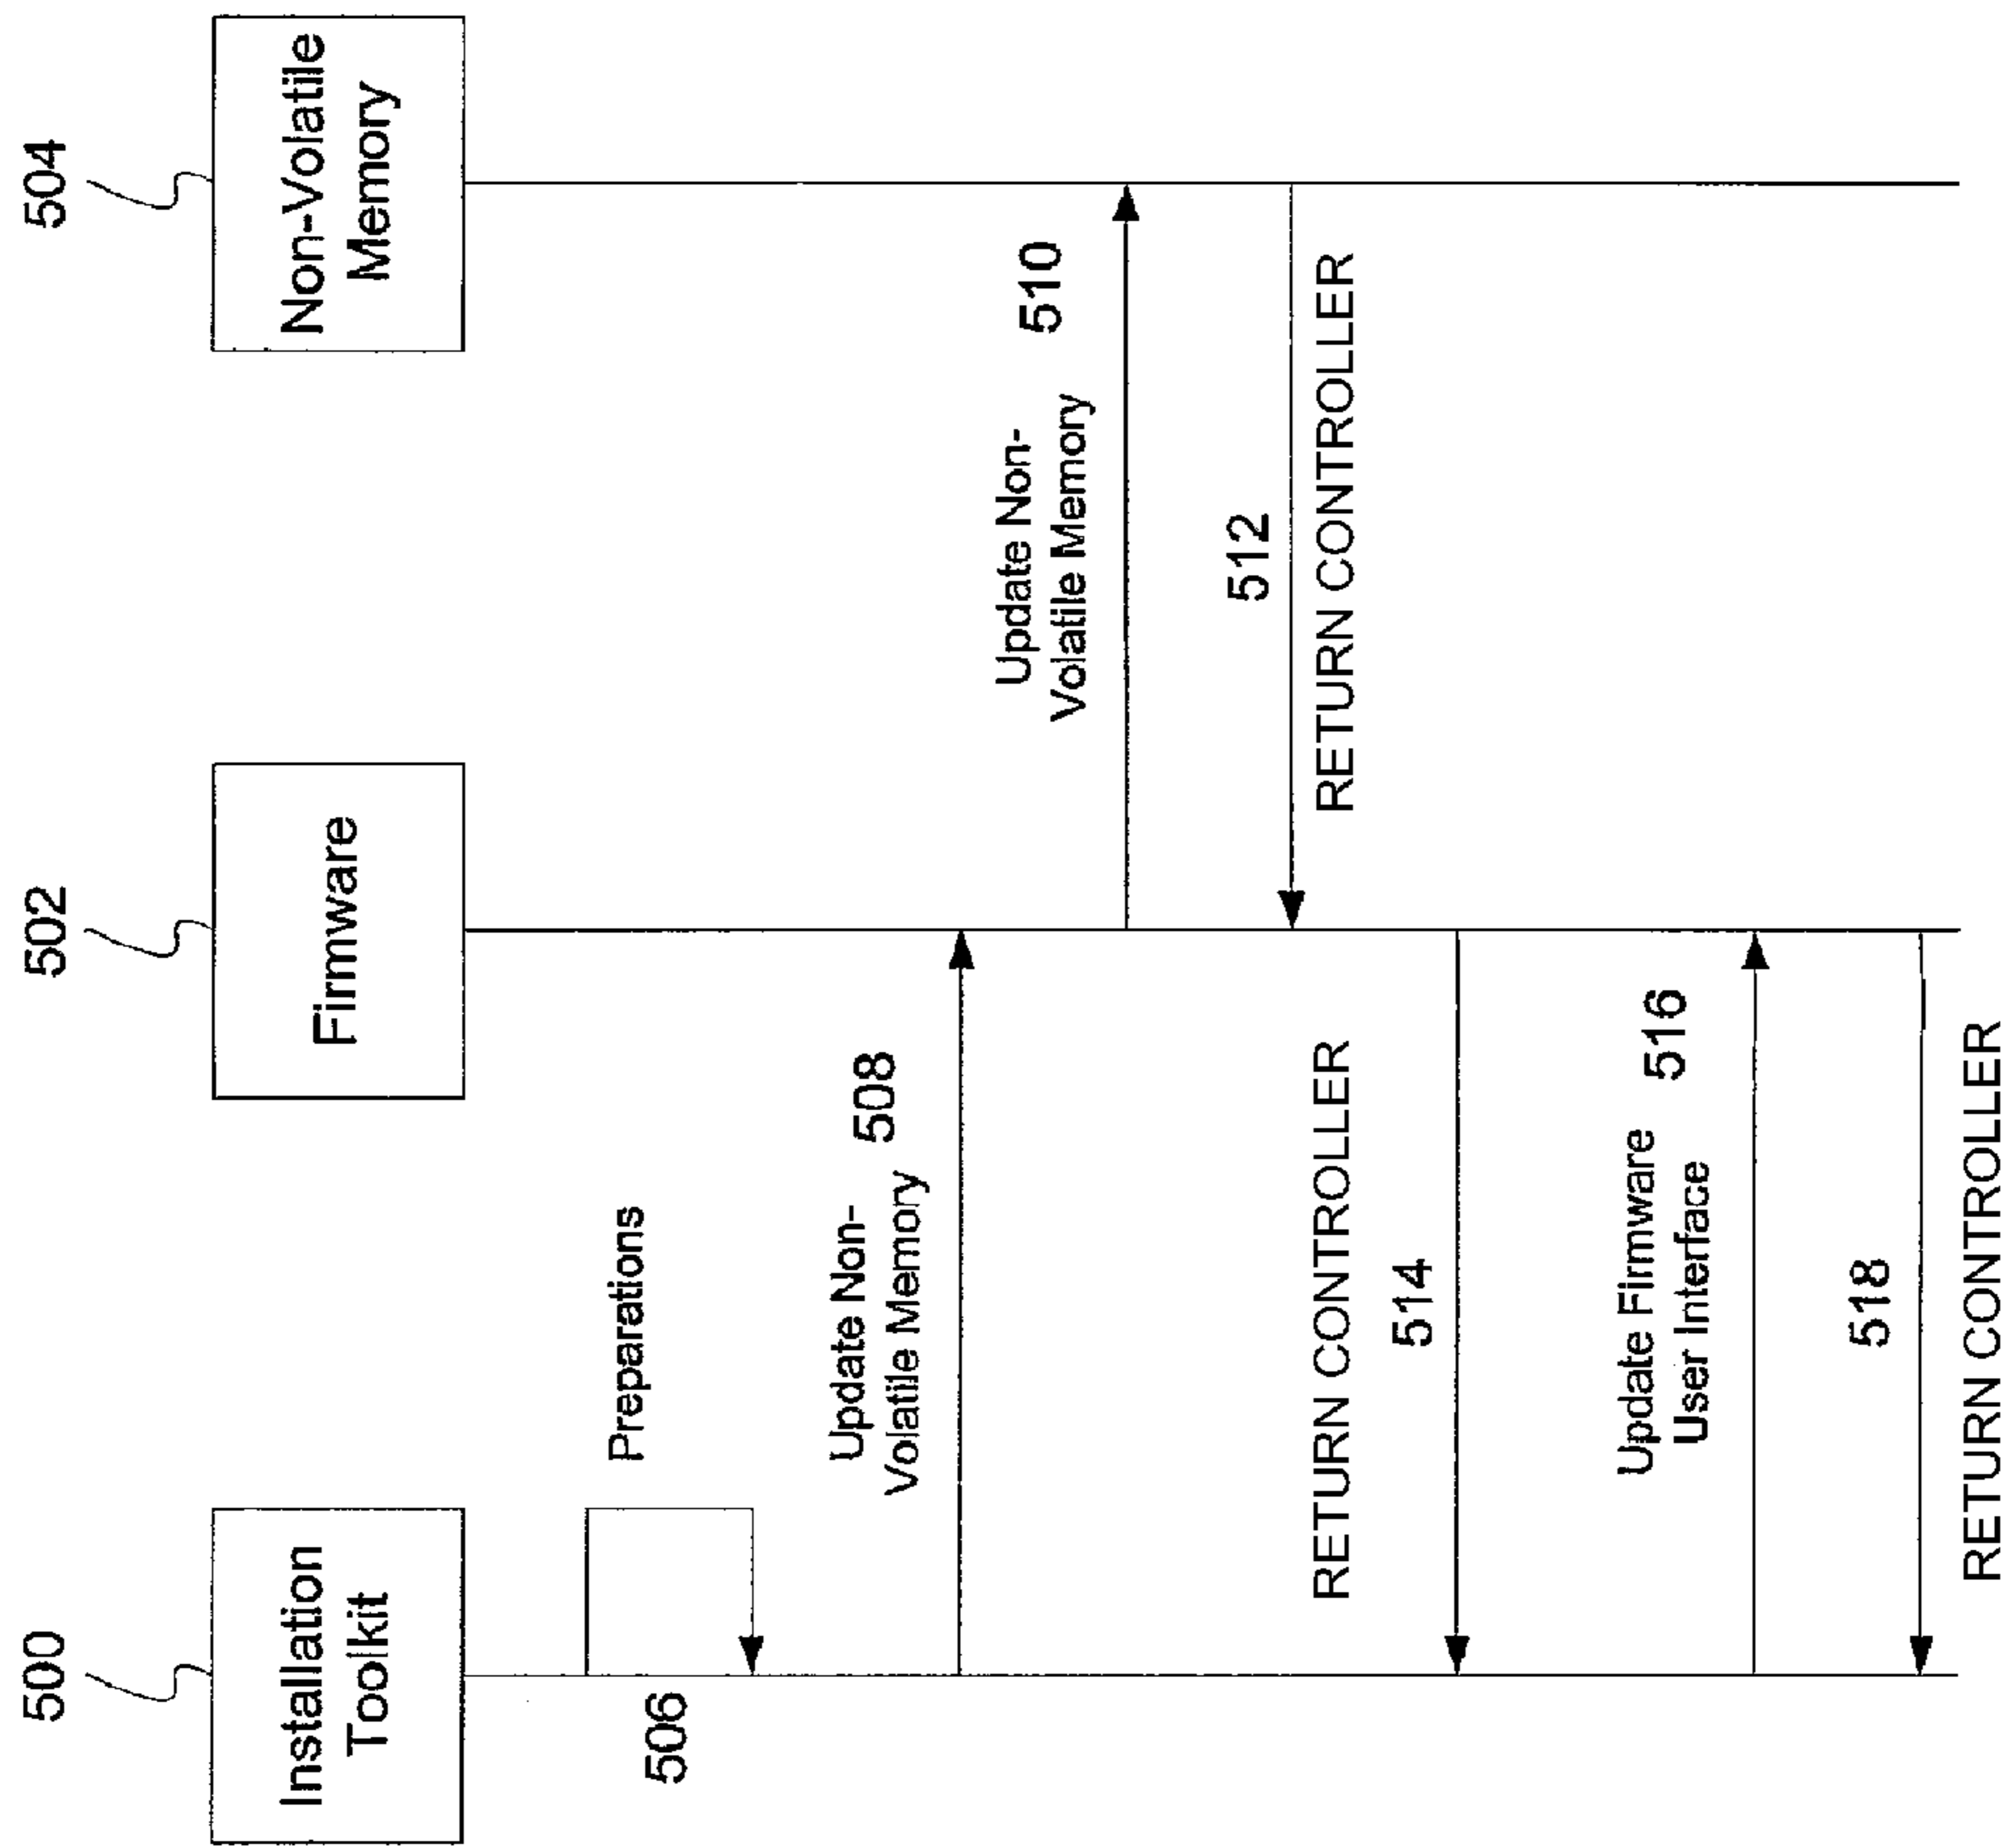 500
502
504
Installation
Toolkit
Firmware
Non-Volatile
Memory
Preparations
506
Update Non-
Volatile Memory
508
Update Non-
Volatile Memory
510
512
RETURN CONTROLLER
RETURN CONTROLLER
514
Update Firmware
User Interface
516
518
RETURN CONTROLLER